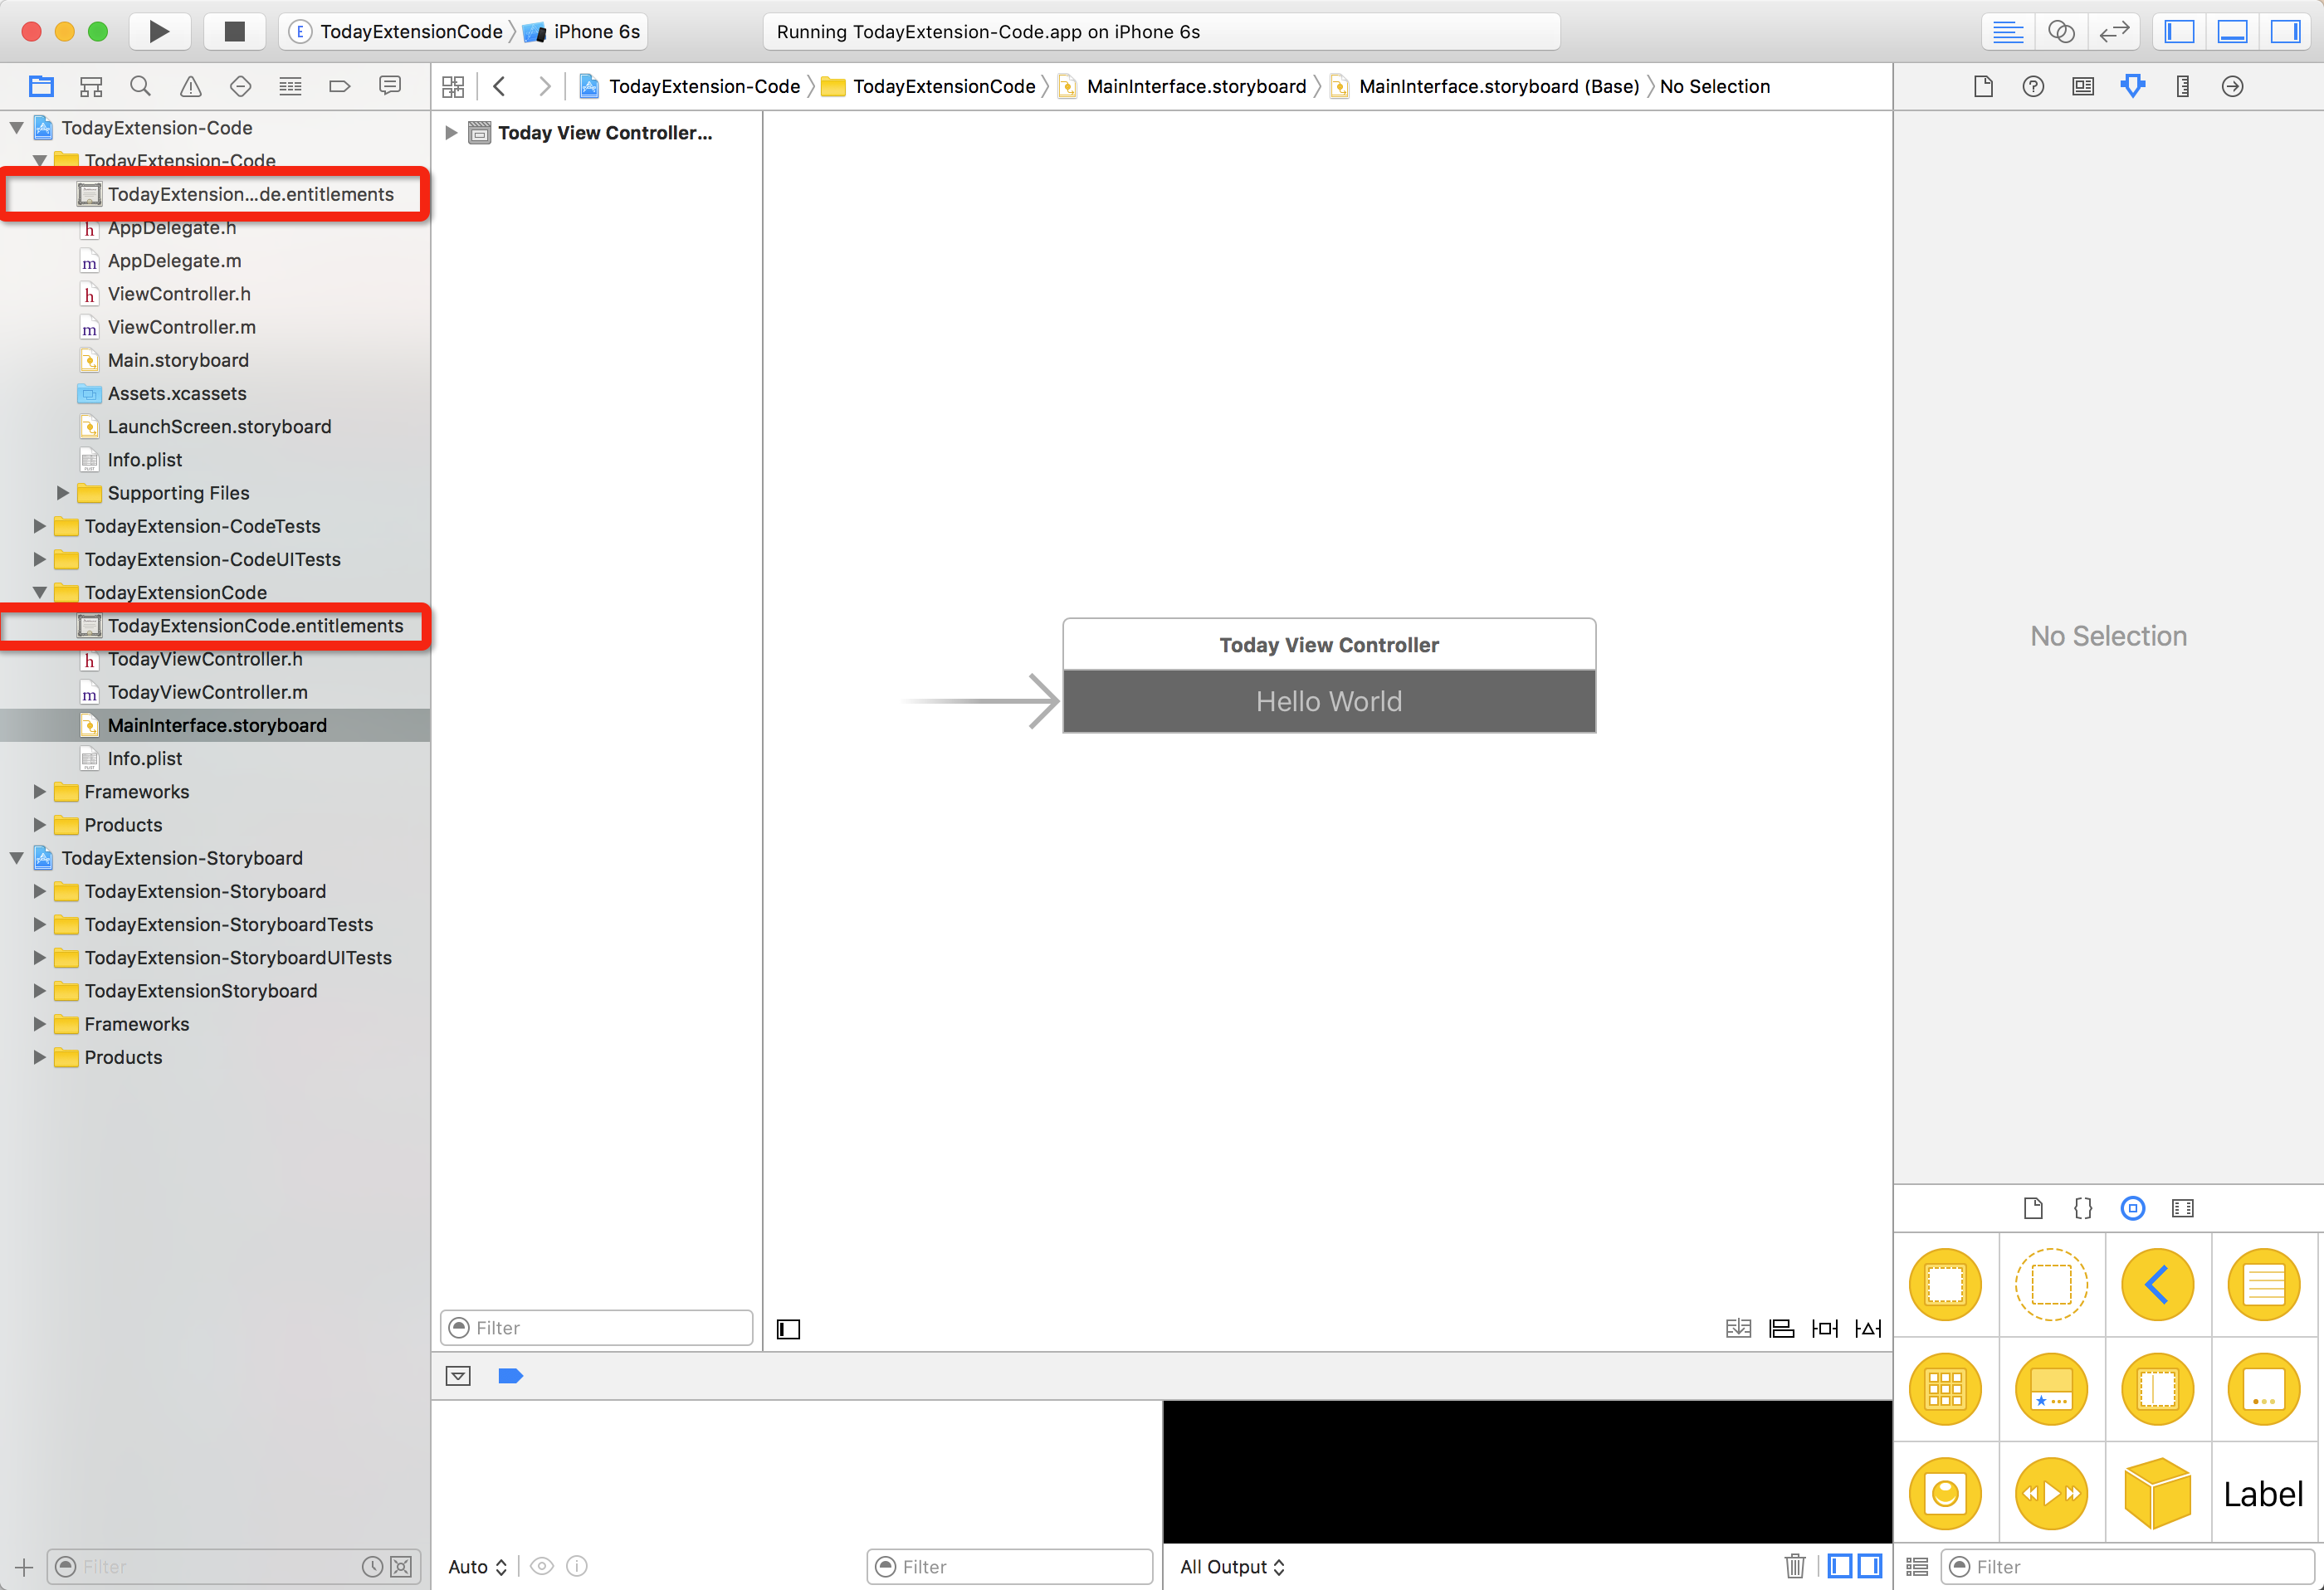 TodayExtensionCode iPhone 6s
Running TodayExtension-Code.app on iPhone 6s
TodayExtension-Code TodayExtensionCode MainInterface.storyboard MainInterface.storyboard (Base) No Selection
TodayExtension-Code
TodayExtension-Code
TodayExtension...de.entitlements
AppDelegate.h
AppDelegate.m
ViewController.h
ViewController.m
Main.storyboard
Assets.xcassets
LaunchScreen.storyboard
Info.plist
Supporting Files
TodayExtension-CodeTests
TodayExtension-CodeUITests
TodayExtensionCode
TodayExtensionCode.entitlements
TodayViewController.h
TodayViewController.m
MainInterface.storyboard
Info.plist
Frameworks
Products
TodayExtension-Storyboard
TodayExtension-Storyboard
TodayExtension-StoryboardTests
TodayExtension-StoryboardUITests
TodayExtensionStoryboard
Frameworks
Products
Filter
Today View Controller...
Filter
Today View Controller
Hello World
No Selection
Label
Auto
Filter
All Output
Filter